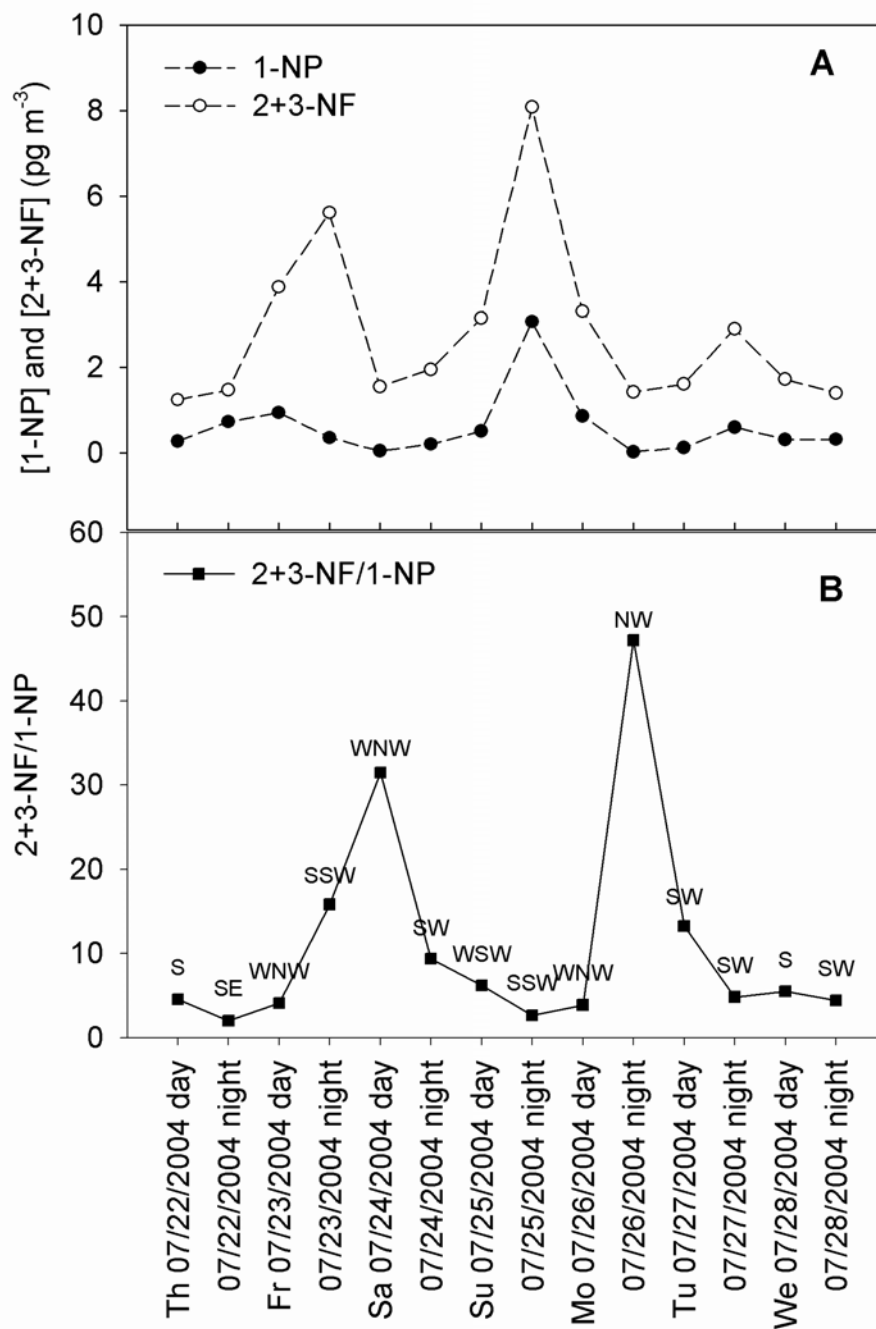 10
A
1-NP
2+3-NF
8
6
4
2
0
[1-NP] and [2+3-NF] (pg m⁻³)
60
2+3-NF/1-NP
B
50
NW
40
WNW
30
20
SSW
SW
SW
10
S
SE
WNW
WSW
SSW
WNW
SW
S
SW
0
2+3-NF/1-NP
Th 07/22/2004 day
07/22/2004 night
Fr 07/23/2004 day
07/23/2004 night
Sa 07/24/2004 day
07/24/2004 night
Su 07/25/2004 day
07/25/2004 night
Mo 07/26/2004 day
07/26/2004 night
Tu 07/27/2004 day
07/27/2004 night
We 07/28/2004 day
07/28/2004 night